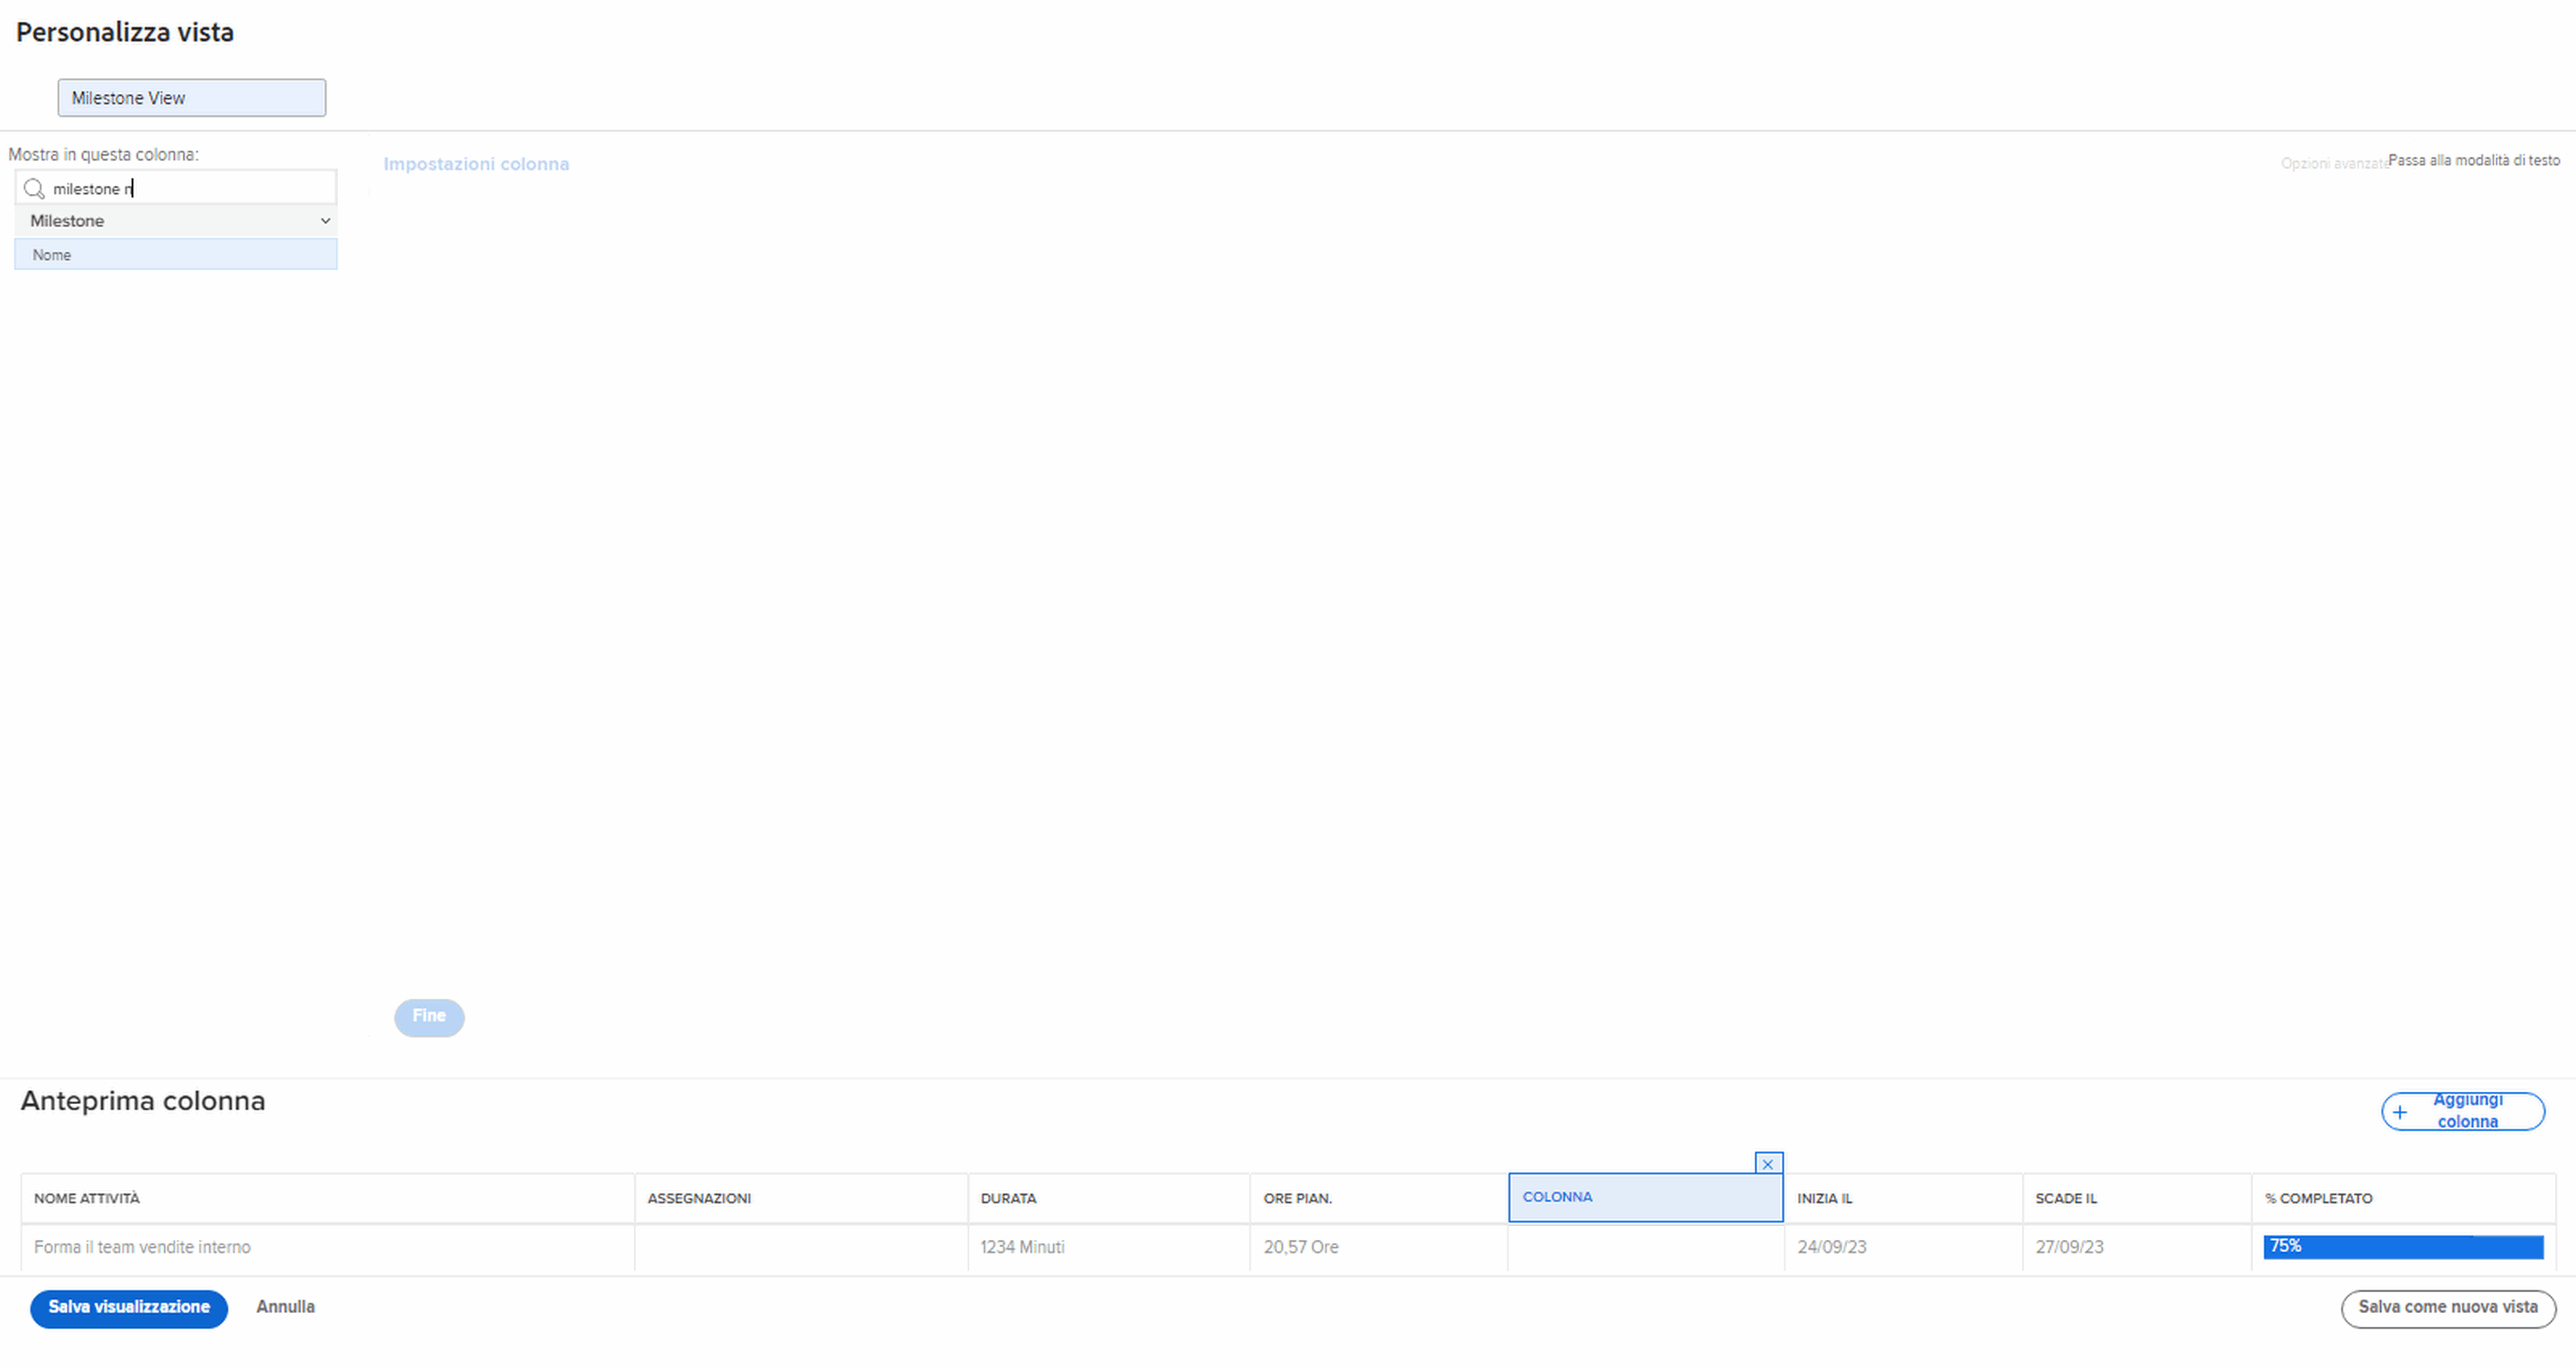 Personalizza vista
Milestone View
Mostra in questa colonna:
Impostazioni colonna
Opzioni avanzate
Passa alla modalità di testo
milestone n
Milestone
Nome
Fine
Anteprima colonna
Aggiungi
colonna
NOME ATTIVITÀ ASSEGNAZIONI DURATA ORE PIAN. COLONNA INIZIA IL SCADE IL % COMPLETATO
Forma il team vendite interno 1234 Minuti 20,57 Ore 24/09/23 27/09/23 75%
Salva visualizzazione Annulla Salva come nuova vista